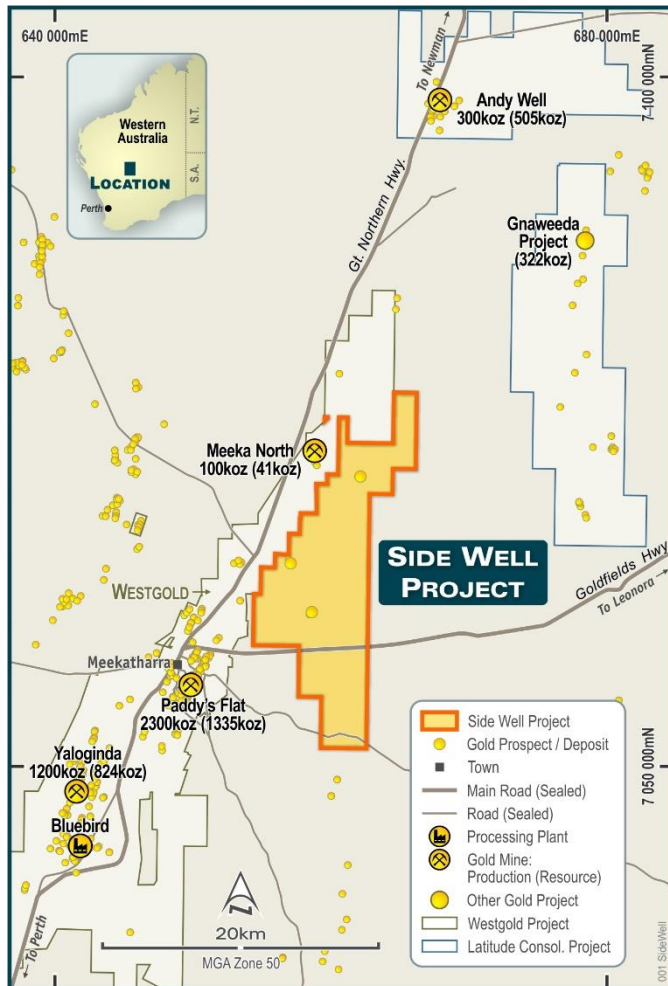 640 000mE
680 000mE
7 100 000mN
To Newman
Western
Australia
N.T.
S.A.
LOCATION
Perth
Andy Well
300koz (505koz)
Gt. Northern Hwy.
Gnaweeda
Project
(322koz)
Meeka North
100koz (41koz)
SIDE WELL
PROJECT
Goldfields Hwy
To Leonora
WESTGOLD
Meekatharra
Paddy's Flat
2300koz (1335koz)
Yaloginda
1200koz (824koz)
Bluebird
7 050 000mN
To Perth
N
20km
MGA Zone 50
Side Well Project
Gold Prospect / Deposit
Town
Main Road (Sealed)
Road (Sealed)
Processing Plant
Gold Mine:
Production (Resource)
Other Gold Project
Westgold Project
Latitude Consol. Project
001 SideWell